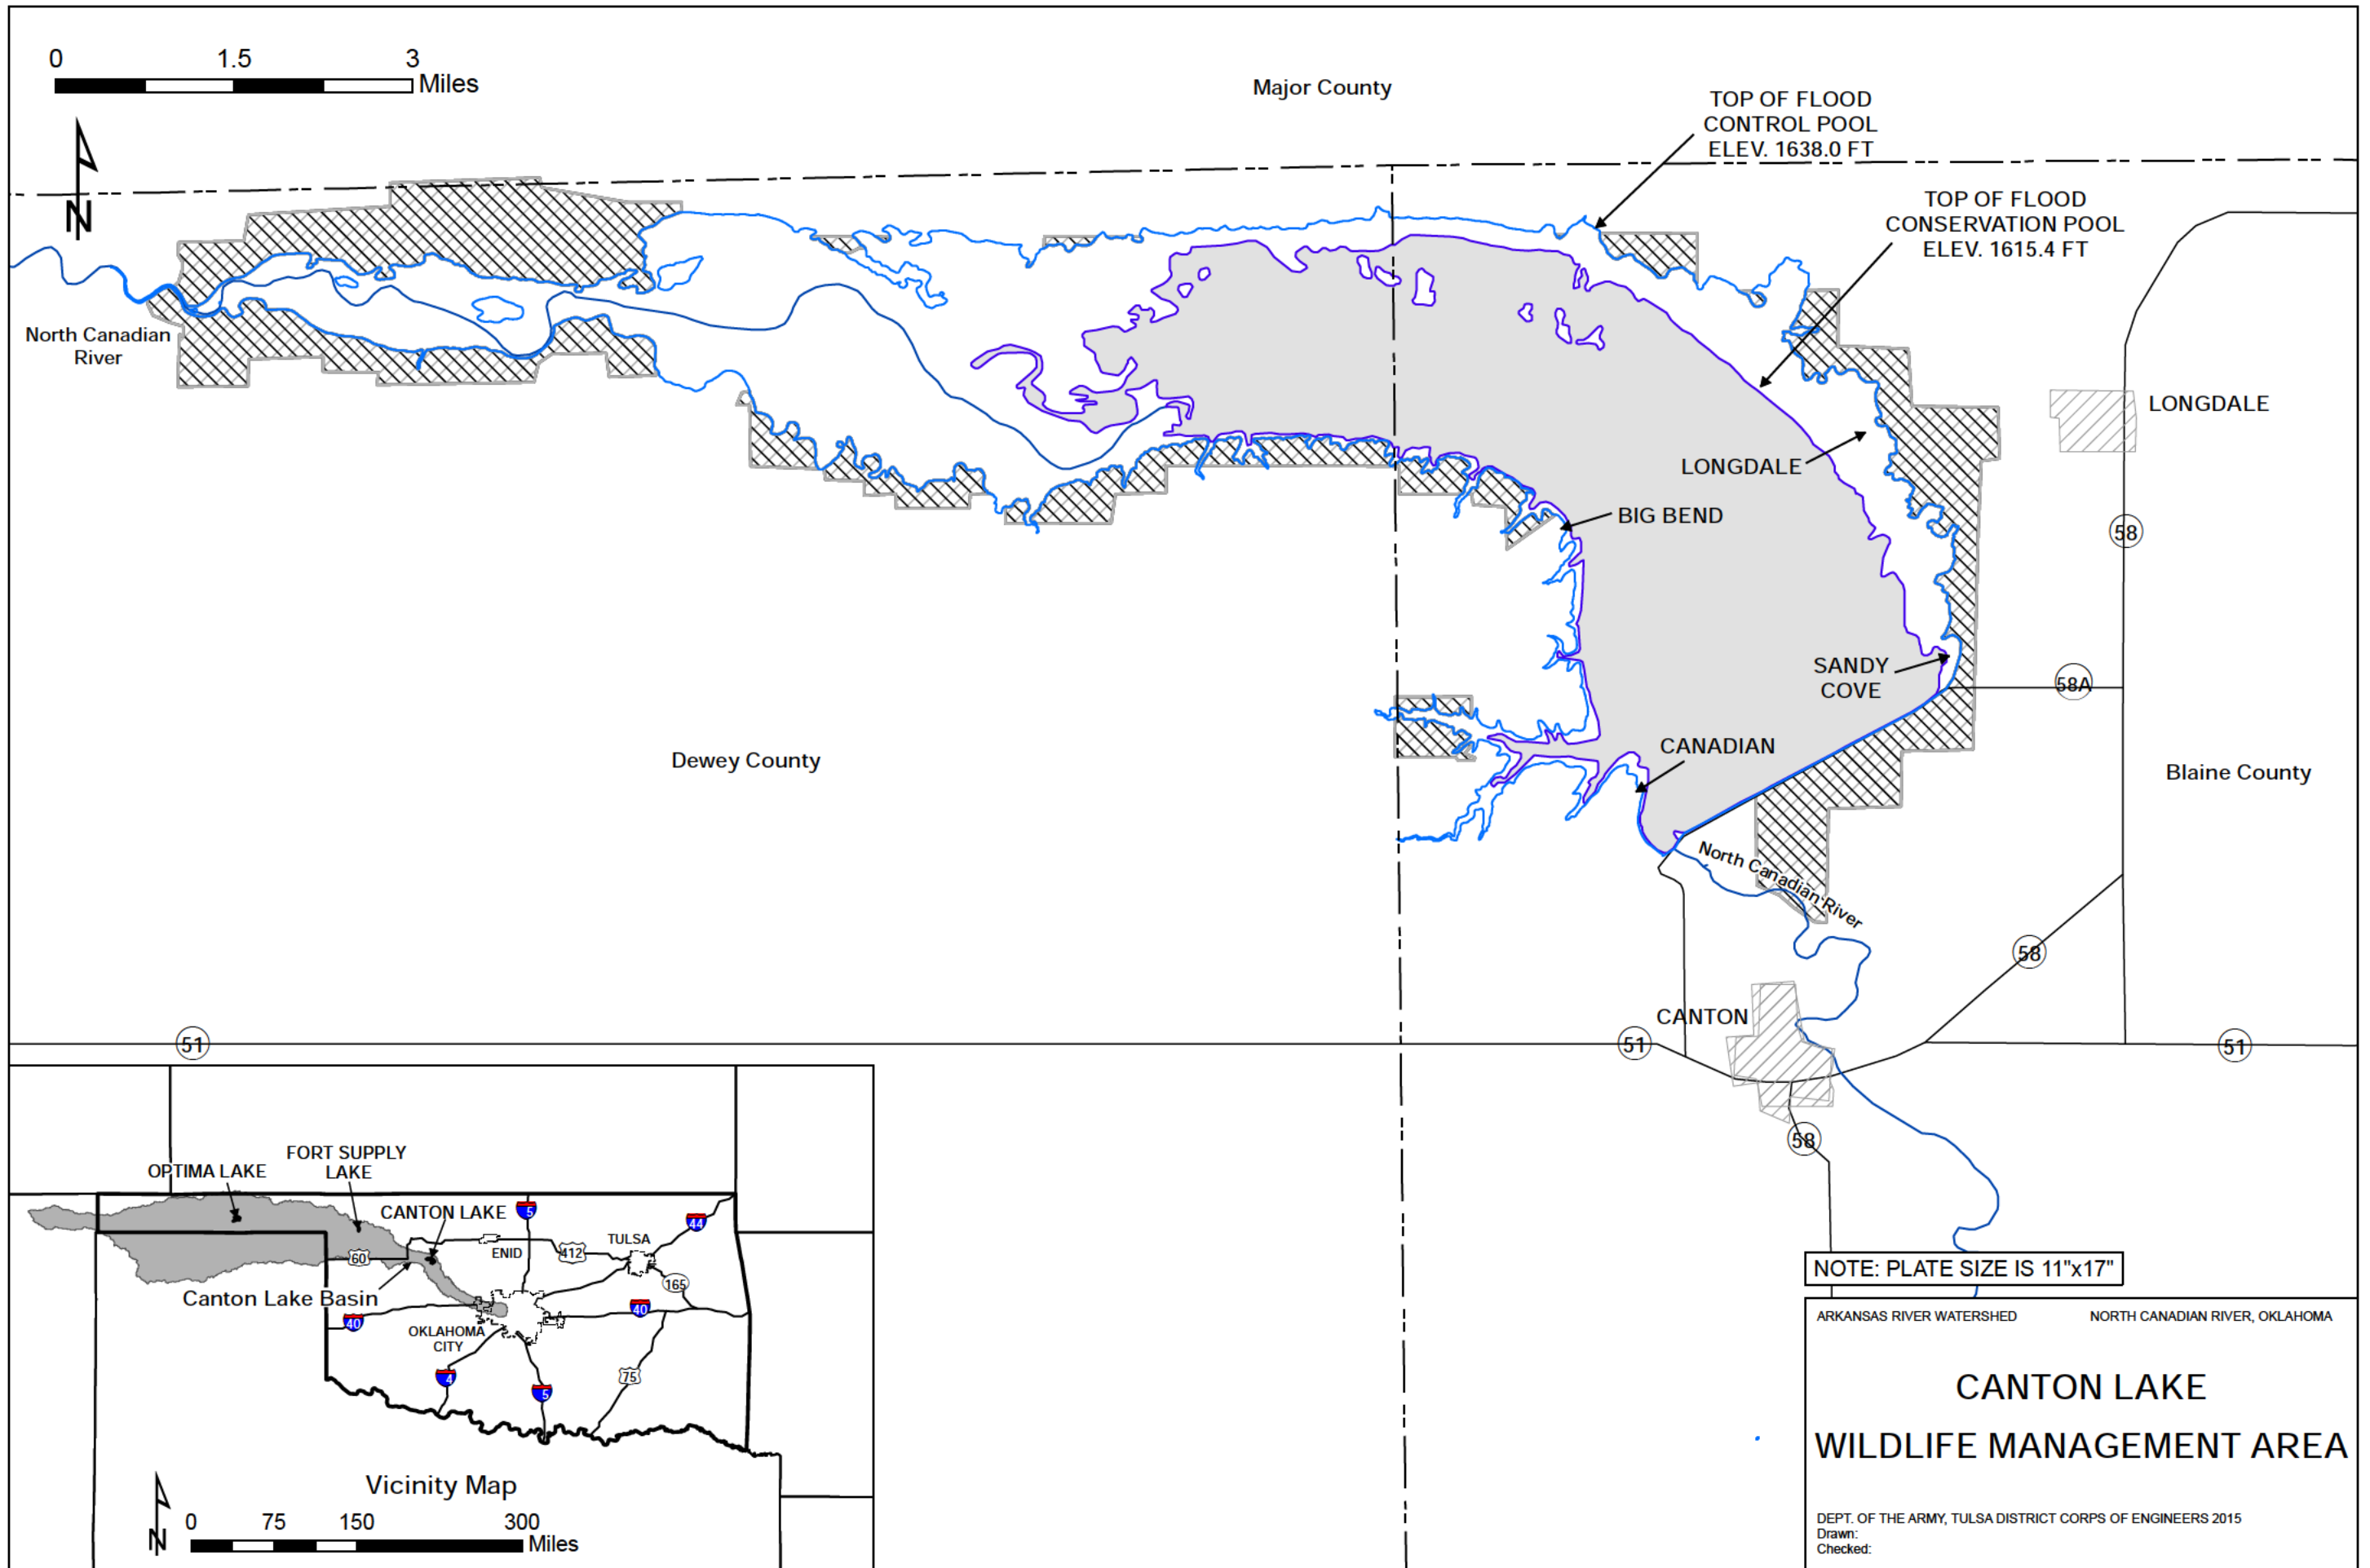 0 1.5 3
Miles
Major County
TOP OF FLOOD
CONTROL POOL
ELEV. 1638.0 FT
TOP OF FLOOD
CONSERVATION POOL
ELEV. 1615.4 FT
N
North Canadian
River
LONGDALE
LONGDALE
BIG BEND
58
SANDY
COVE
58A
CANADIAN
Dewey County
Blaine County
North Canadian River
58
CANTON
51
51
51
58
OPTIMA LAKE
FORT SUPPLY
LAKE
CANTON LAKE
5
44
60
ENID
412
TULSA
165
Canton Lake Basin
40
40
OKLAHOMA
CITY
4
5
75
Vicinity Map
N
0 75 150 300
Miles
NOTE: PLATE SIZE IS 11"x17"
ARKANSAS RIVER WATERSHED NORTH CANADIAN RIVER, OKLAHOMA
CANTON LAKE
WILDLIFE MANAGEMENT AREA
DEPT. OF THE ARMY, TULSA DISTRICT CORPS OF ENGINEERS 2015
Drawn:
Checked: